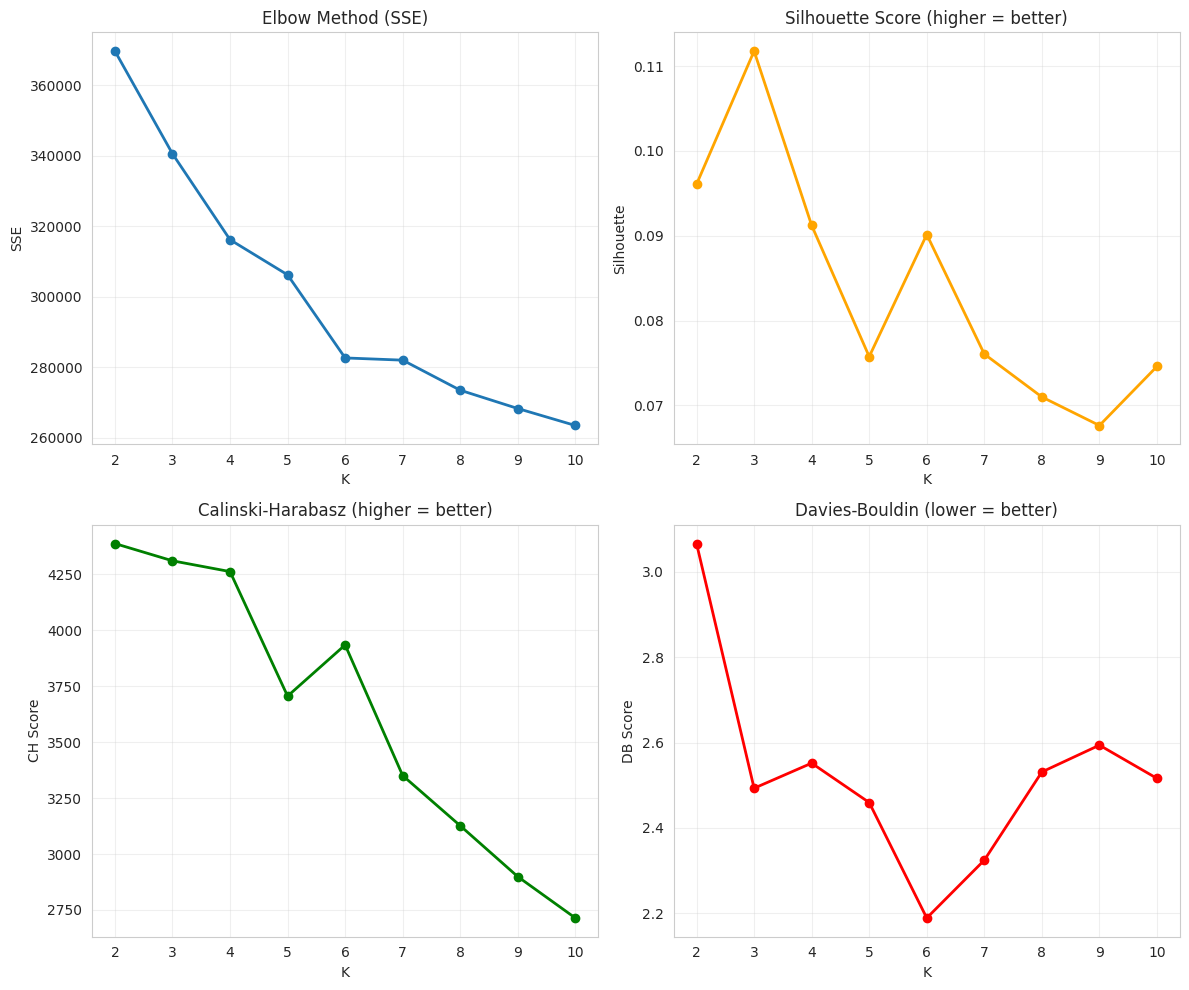 Elbow Method (SSE)
360000
340000
320000
300000
280000
260000
SSE
2 3 4 5 6 7 8 9 10
K
Silhouette Score (higher = better)
0.11
0.10
0.09
0.08
0.07
Silhouette
2 3 4 5 6 7 8 9 10
K
Calinski-Harabasz (higher = better)
4250
4000
3750
3500
3250
3000
2750
CH Score
2 3 4 5 6 7 8 9 10
K
Davies-Bouldin (lower = better)
3.0
2.8
2.6
2.4
2.2
DB Score
2 3 4 5 6 7 8 9 10
K